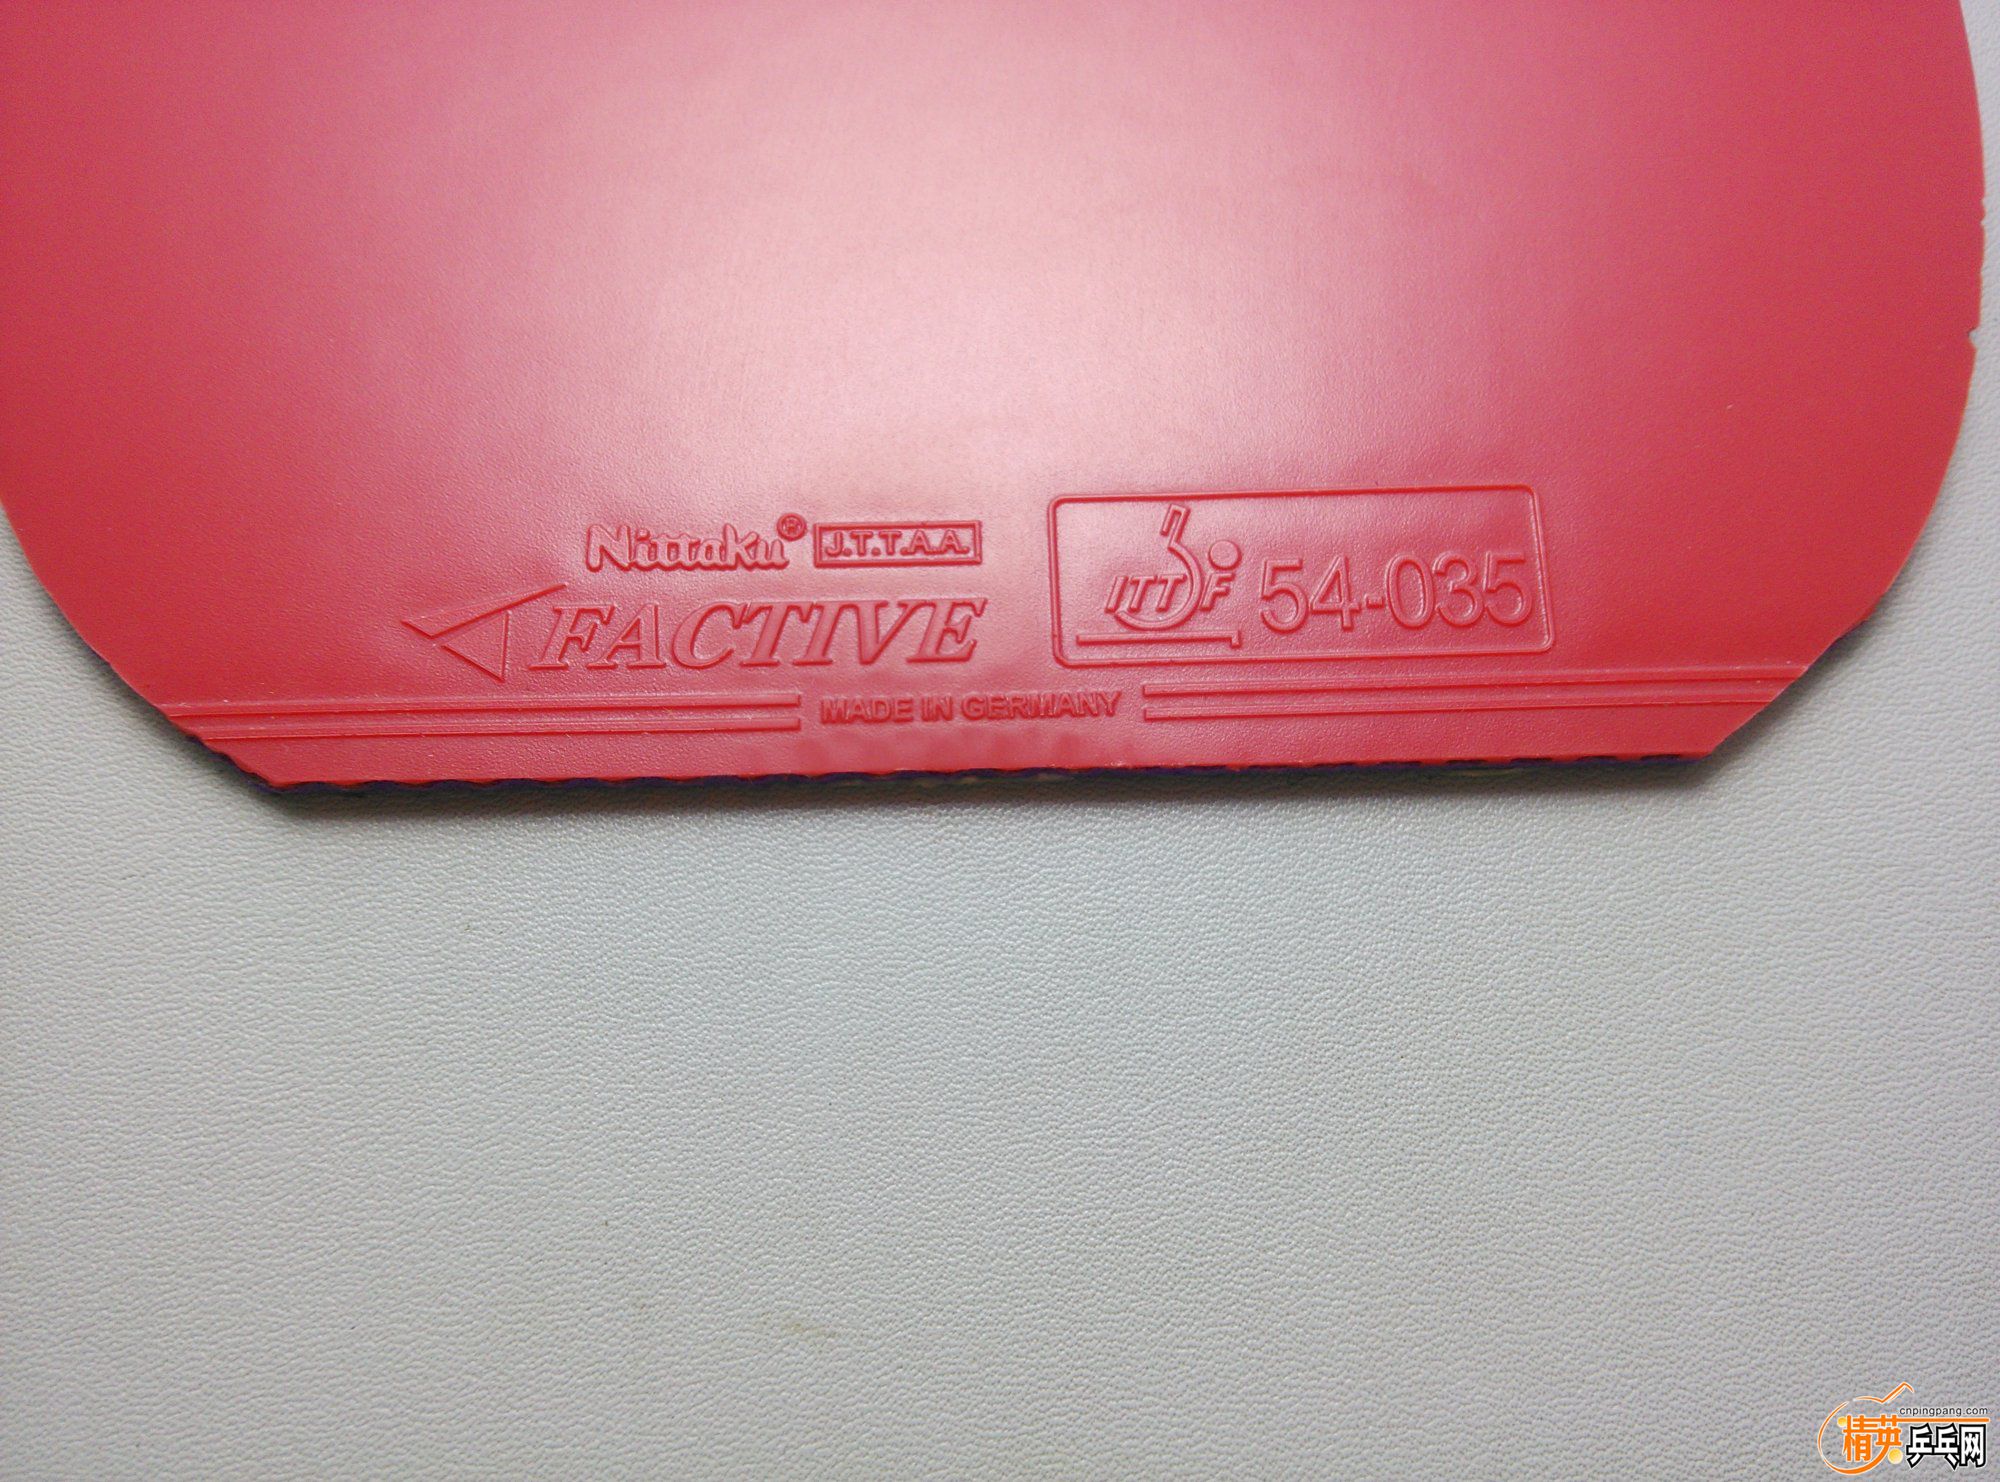 Nittaku® J.T.T.A.A.
FACTIVE
ITTF 54-035
MADE IN GERMANY
cnpingpang.com
精英乒乓网